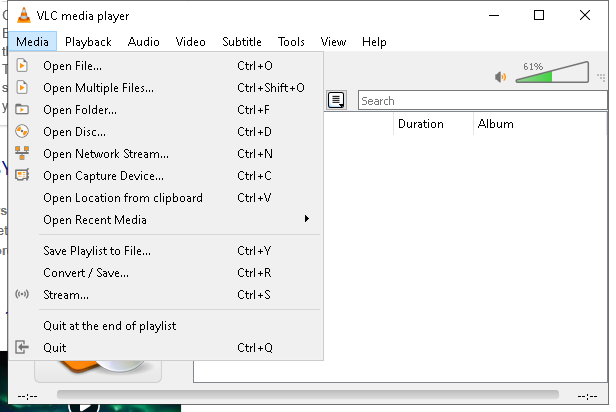 VLC media player
Media Playback Audio Video Subtitle Tools View Help
Open File... Ctrl+O
Open Multiple Files... Ctrl+Shift+O
Open Folder... Ctrl+F
Open Disc... Ctrl+D
Open Network Stream... Ctrl+N
Open Capture Device... Ctrl+C
Open Location from clipboard Ctrl+V
Open Recent Media
Save Playlist to File... Ctrl+Y
Convert / Save... Ctrl+R
Stream... Ctrl+S
Quit at the end of playlist
Quit Ctrl+Q
61%
Search
Duration Album
--:-- --:--